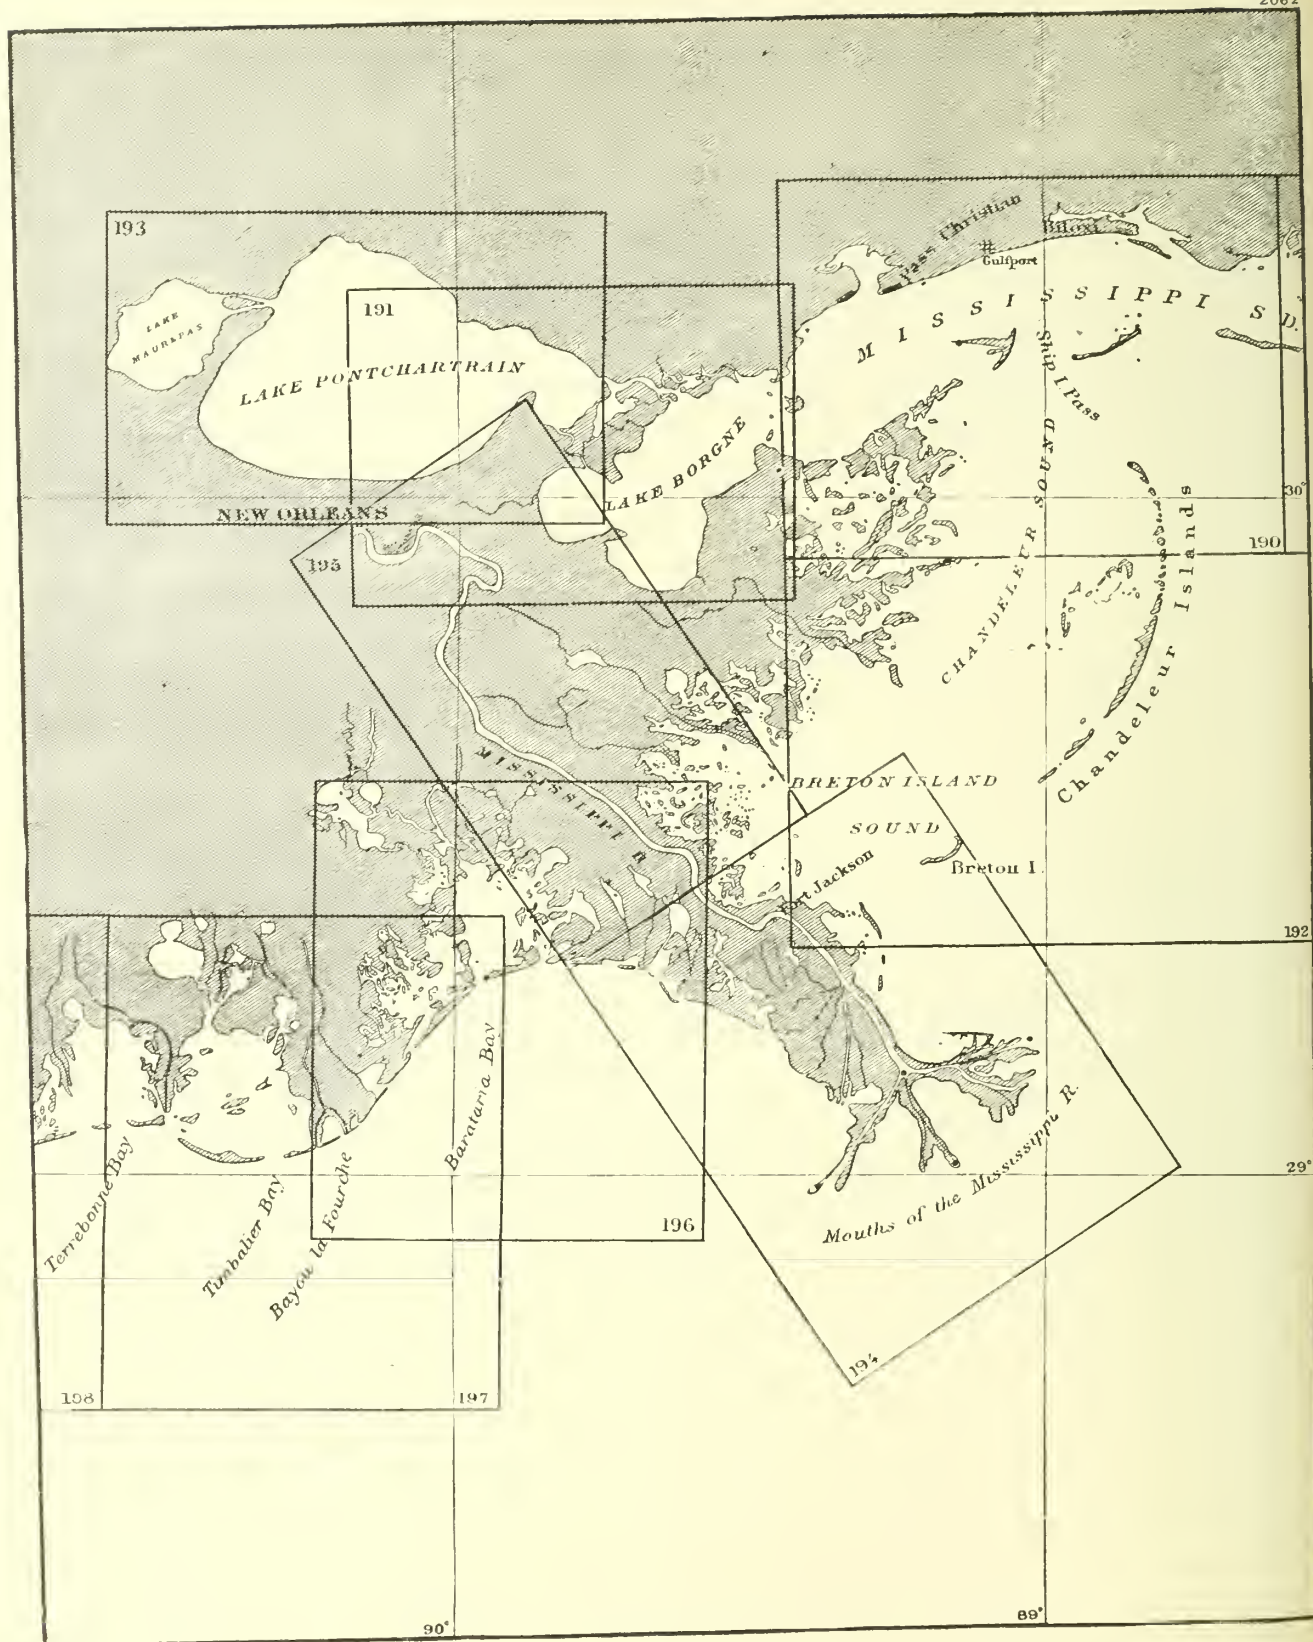 193
Pass Christian
Biloxi
Gulfport
191
LAKE
MAUREPAS
MISSISSIPPI SD.
LAKE PONTCHARTRAIN
Ship I Pass
LAKE BORGNE
30°
NEW ORLEANS
190
195
CHANDELEUR SOUND
Chandeleur Islands
MISSISSIPPI R
BRETON ISLAND
SOUND
Breton I.
Fort Jackson
192
Barataria Bay
Terrebonne Bay
Timbalier Bay
Bayou la Fourche
Mouths of the Mississippi R.
29°
196
194
198
197
90°
89°